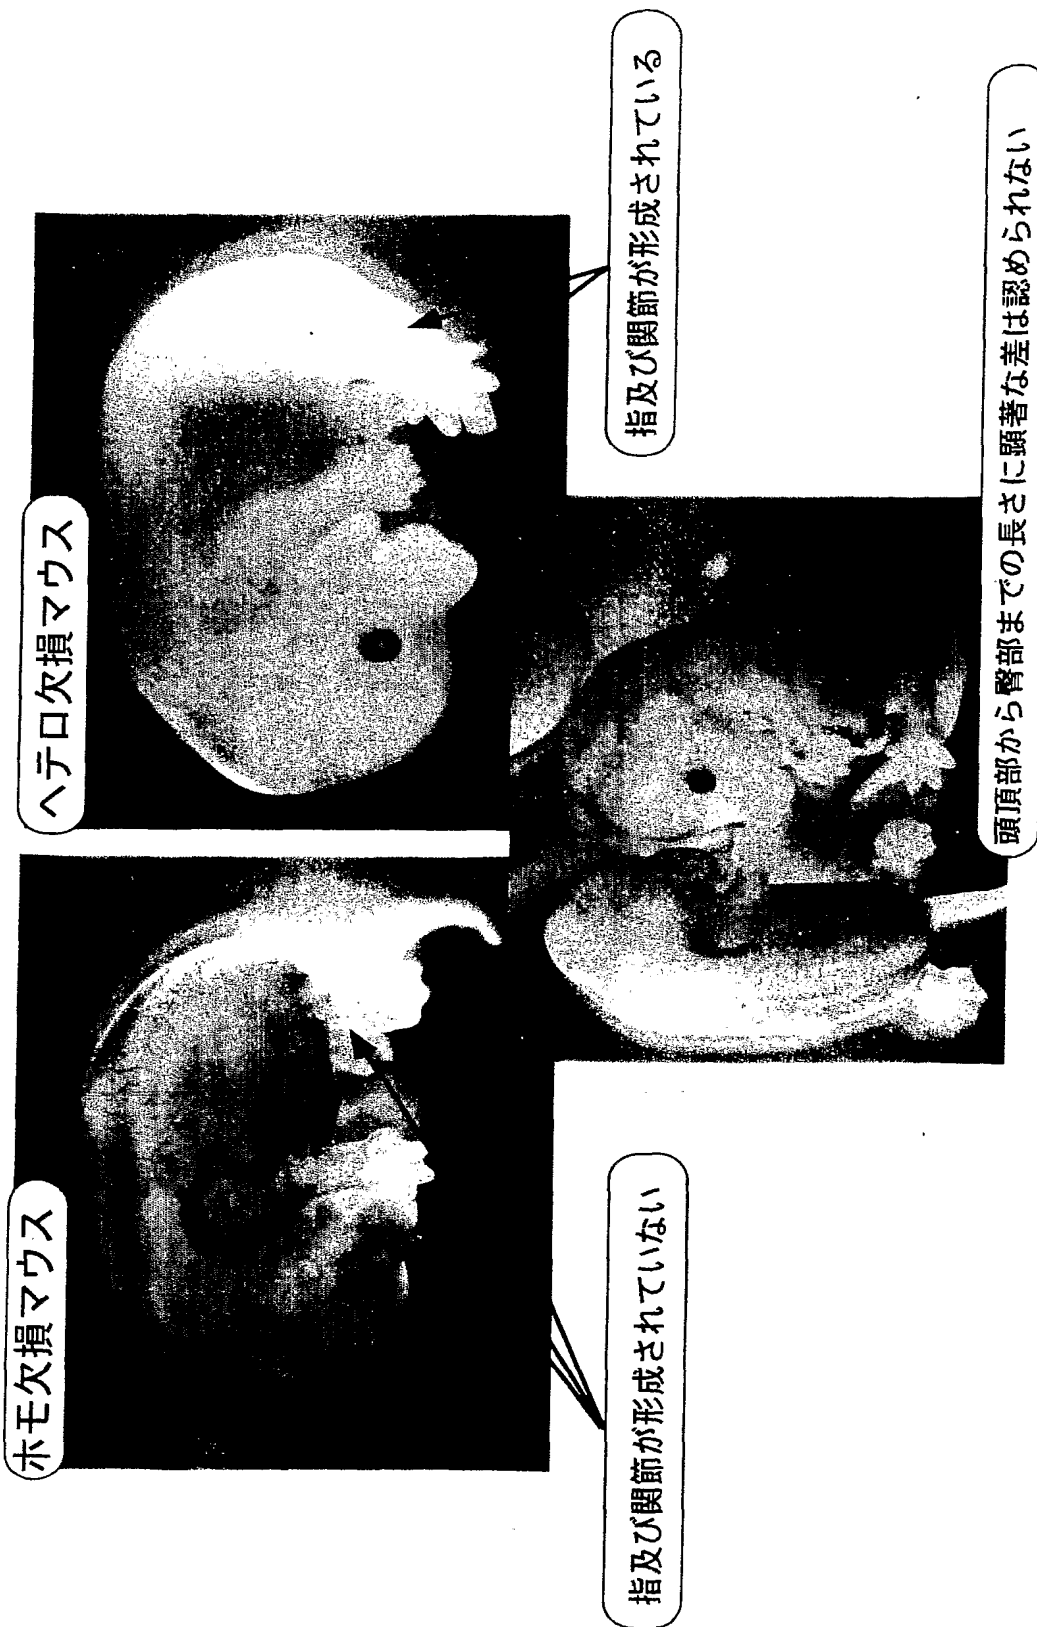 ホモ欠損マウス
ヘテロ欠損マウス
指及び関節が形成されていない
指及び関節が形成されている
頭頂部から臀部までの長さに顕著な差は認められない